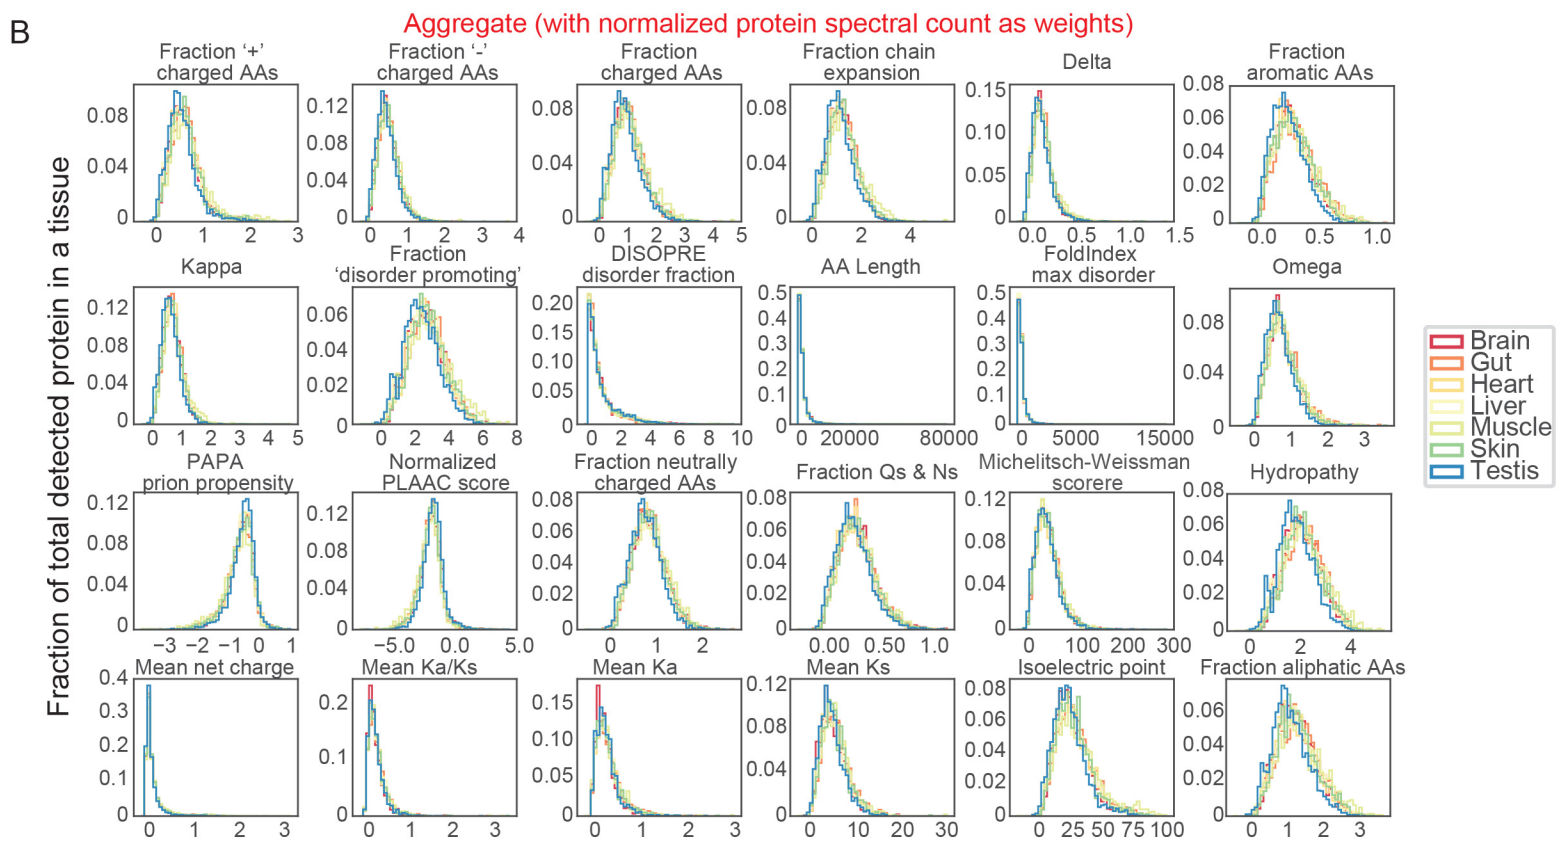 B
Aggregate (with normalized protein spectral count as weights)
Fraction of total detected protein in a tissue
Fraction ‘+’
charged AAs
0.08
0.04
0
0 1 2 3
Fraction ‘-’
charged AAs
0.12
0.08
0.04
0
0 1 2 3 4
Fraction
charged AAs
0.08
0.04
0
0 1 2 3 4 5
Fraction chain
expansion
0.08
0.04
0
0 2 4
Delta
0.15
0.10
0.05
0
0.0 0.5 1.0 1.5
Fraction
aromatic AAs
0.08
0.06
0.04
0.02
0
0.0 0.5 1.0
Kappa
0.12
0.08
0.04
0
0 1 2 3 4 5
Fraction
‘disorder promoting’
0.06
0.04
0.02
0
0 2 4 6 8
DISOPRE
disorder fraction
0.20
0.15
0.10
0.05
0
0 2 4 6 8 10
AA Length
0.5
0.4
0.3
0.2
0.1
0
0 20000 80000
FoldIndex
max disorder
0.5
0.4
0.3
0.2
0.1
0
0 5000 15000
Omega
0.08
0.04
0
0 1 2 3
Brain
Gut
Heart
Liver
Muscle
Skin
Testis
PAPA
prion propensity
0.12
0.08
0.04
0
−3 −2 −1 0 1
Normalized
PLAAC score
0.12
0.08
0.04
0
−5.0 0.0 5.0
Fraction neutrally
charged AAs
0.08
0.06
0.04
0.02
0
0 1 2
Fraction Qs & Ns
0.08
0.06
0.04
0.02
0
0.00 0.50 1.0
Michelitsch-Weissman
scorere
0.12
0.08
0.04
0
0 100 200 300
Hydropathy
0.08
0.06
0.04
0.02
0
0 2 4
Mean net charge
0.4
0.3
0.2
0.1
0
0 1 2 3
Mean Ka/Ks
0.2
0.1
0
0 1 2 3
Mean Ka
0.15
0.10
0.05
0
0 1 2 3
Mean Ks
0.12
0.08
0.04
0
0 10 20 30
Isoelectric point
0.08
0.06
0.04
0.02
0
0 25 50 75 100
Fraction aliphatic AAs
0.06
0.04
0.02
0
0 1 2 3